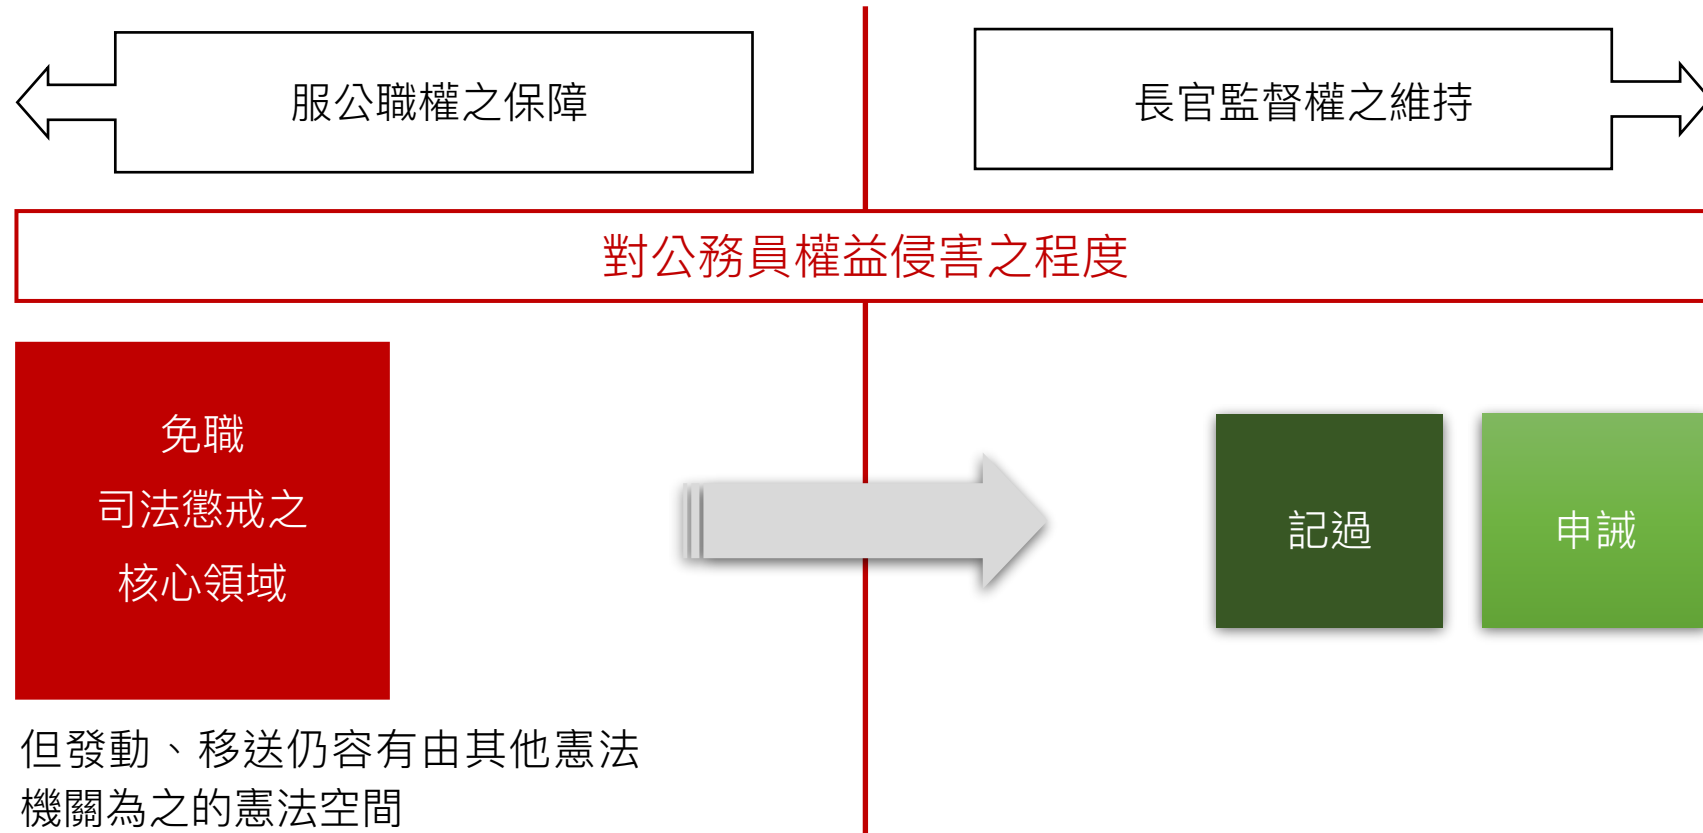 服公職權之保障
長官監督權之維持
對公務員權益侵害之程度
免職
司法懲戒之
核心領域
記過
申誡
但發動、移送仍容有由其他憲法
機關為之的憲法空間